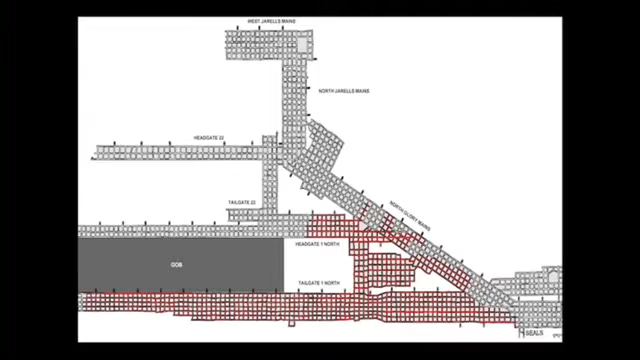 WEST JARELLS MAINS
NORTH JARELLS MAINS
HEADGATE 22
TAILGATE 22
NORTH GLORY MAINS
HEADGATE 1 NORTH
GOB
TAILGATE 1 NORTH
SEALS